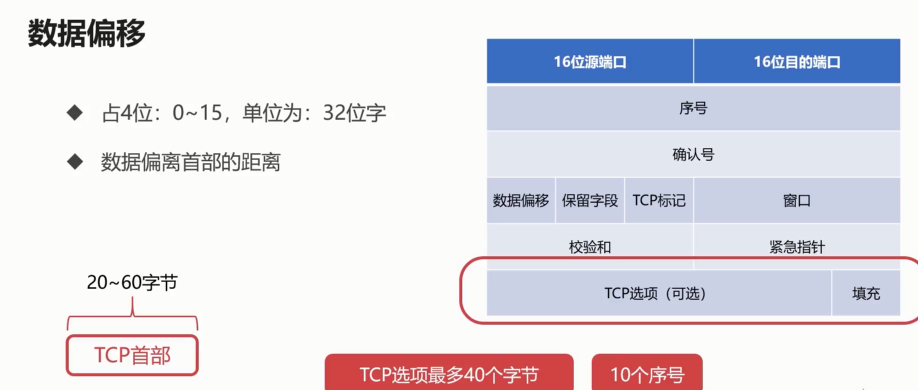 数据偏移
◆ 占4位：0~15，单位为：32位字
◆ 数据偏离首部的距离
20~60字节
TCP首部
16位源端口 16位目的端口
序号
确认号
数据偏移 保留字段 TCP标记 窗口
校验和 紧急指针
TCP选项（可选） 填充
TCP选项最多40个字节 10个序号